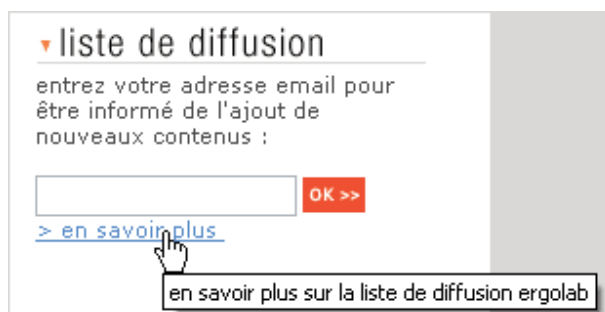 liste de diffusion
entrez votre adresse email pour
être informé de l'ajout de
nouveaux contenus :
OK >>
> en savoir plus
en savoir plus sur la liste de diffusion ergolab